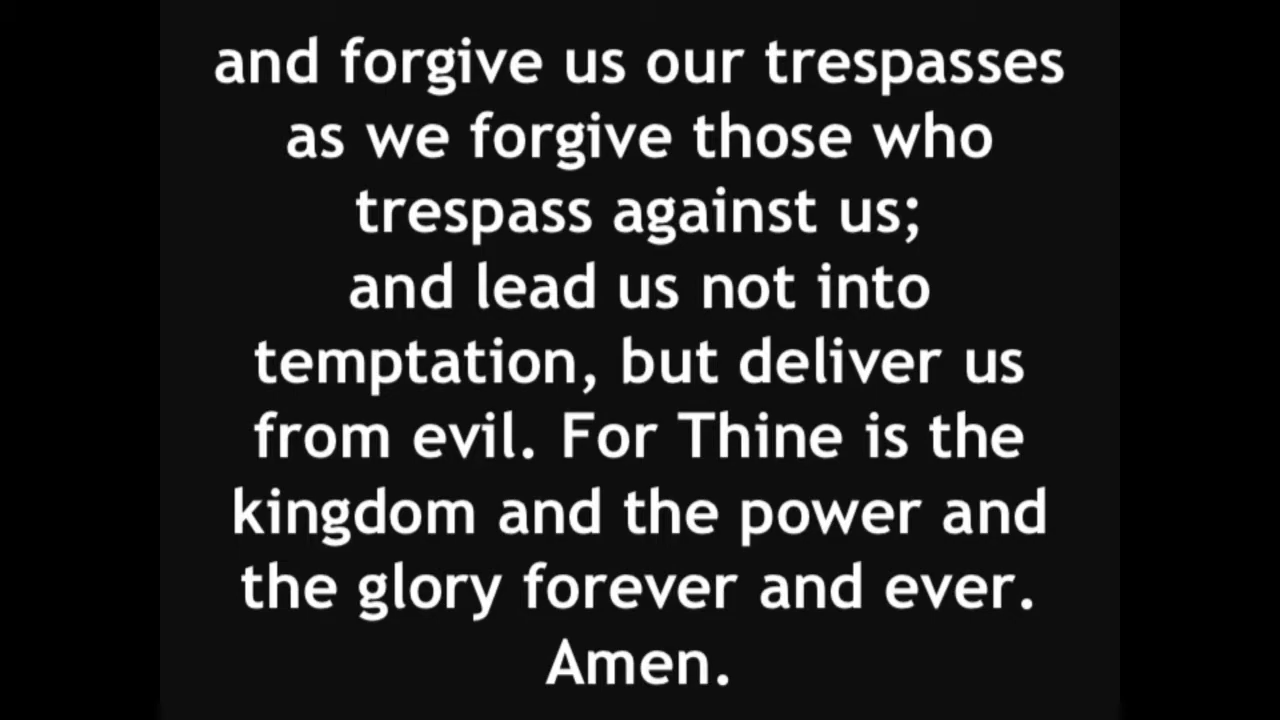 and forgive us our trespasses
as we forgive those who
trespass against us;
and lead us not into
temptation, but deliver us
from evil. For Thine is the
kingdom and the power and
the glory forever and ever.
Amen.